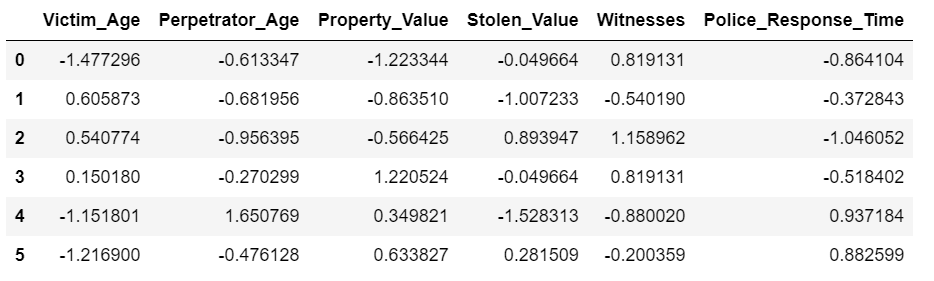 Victim_Age Perpetrator_Age Property_Value Stolen_Value Witnesses Police_Response_Time
0 -1.477296 -0.613347 -1.223344 -0.049664 0.819131 -0.864104
1 0.605873 -0.681956 -0.863510 -1.007233 -0.540190 -0.372843
2 0.540774 -0.956395 -0.566425 0.893947 1.158962 -1.046052
3 0.150180 -0.270299 1.220524 -0.049664 0.819131 -0.518402
4 -1.151801 1.650769 0.349821 -1.528313 -0.880020 0.937184
5 -1.216900 -0.476128 0.633827 0.281509 -0.200359 0.882599